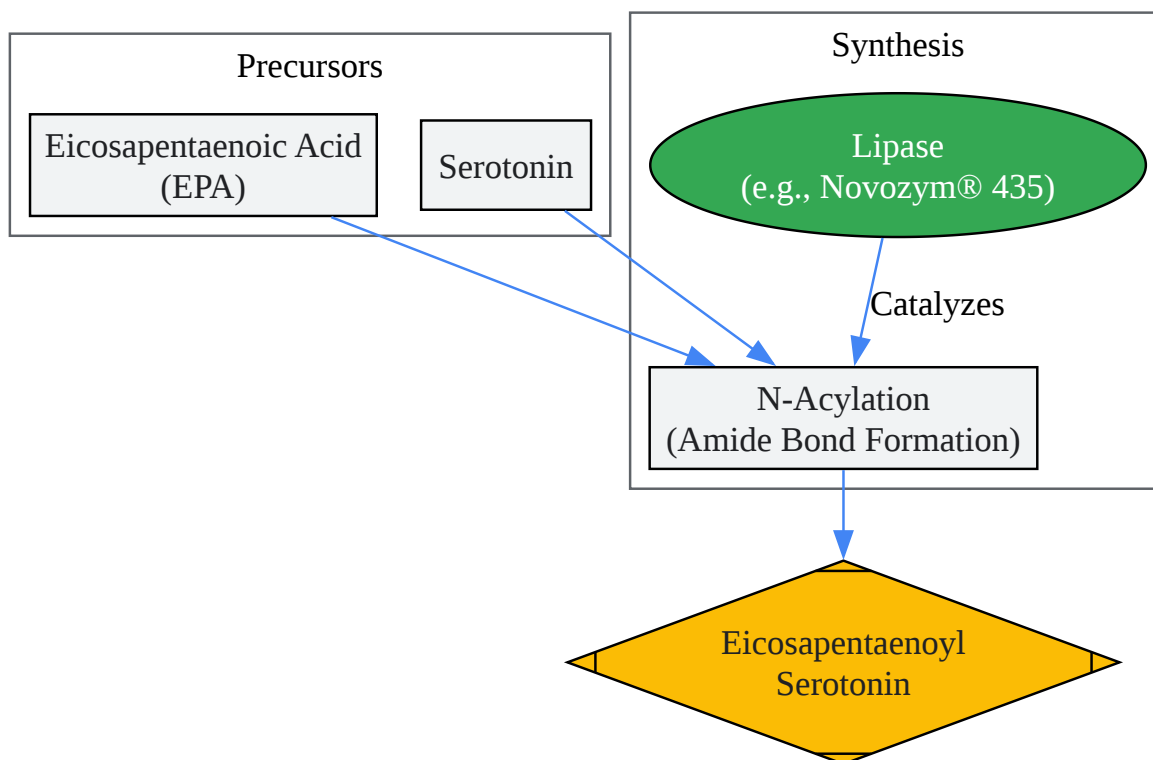 Precursors
Eicosapentaenoic Acid
(EPA)
Serotonin
Synthesis
Lipase
(e.g., Novozym® 435)
Catalyzes
N-Acylation
(Amide Bond Formation)
Eicosapentaenoyl
Serotonin